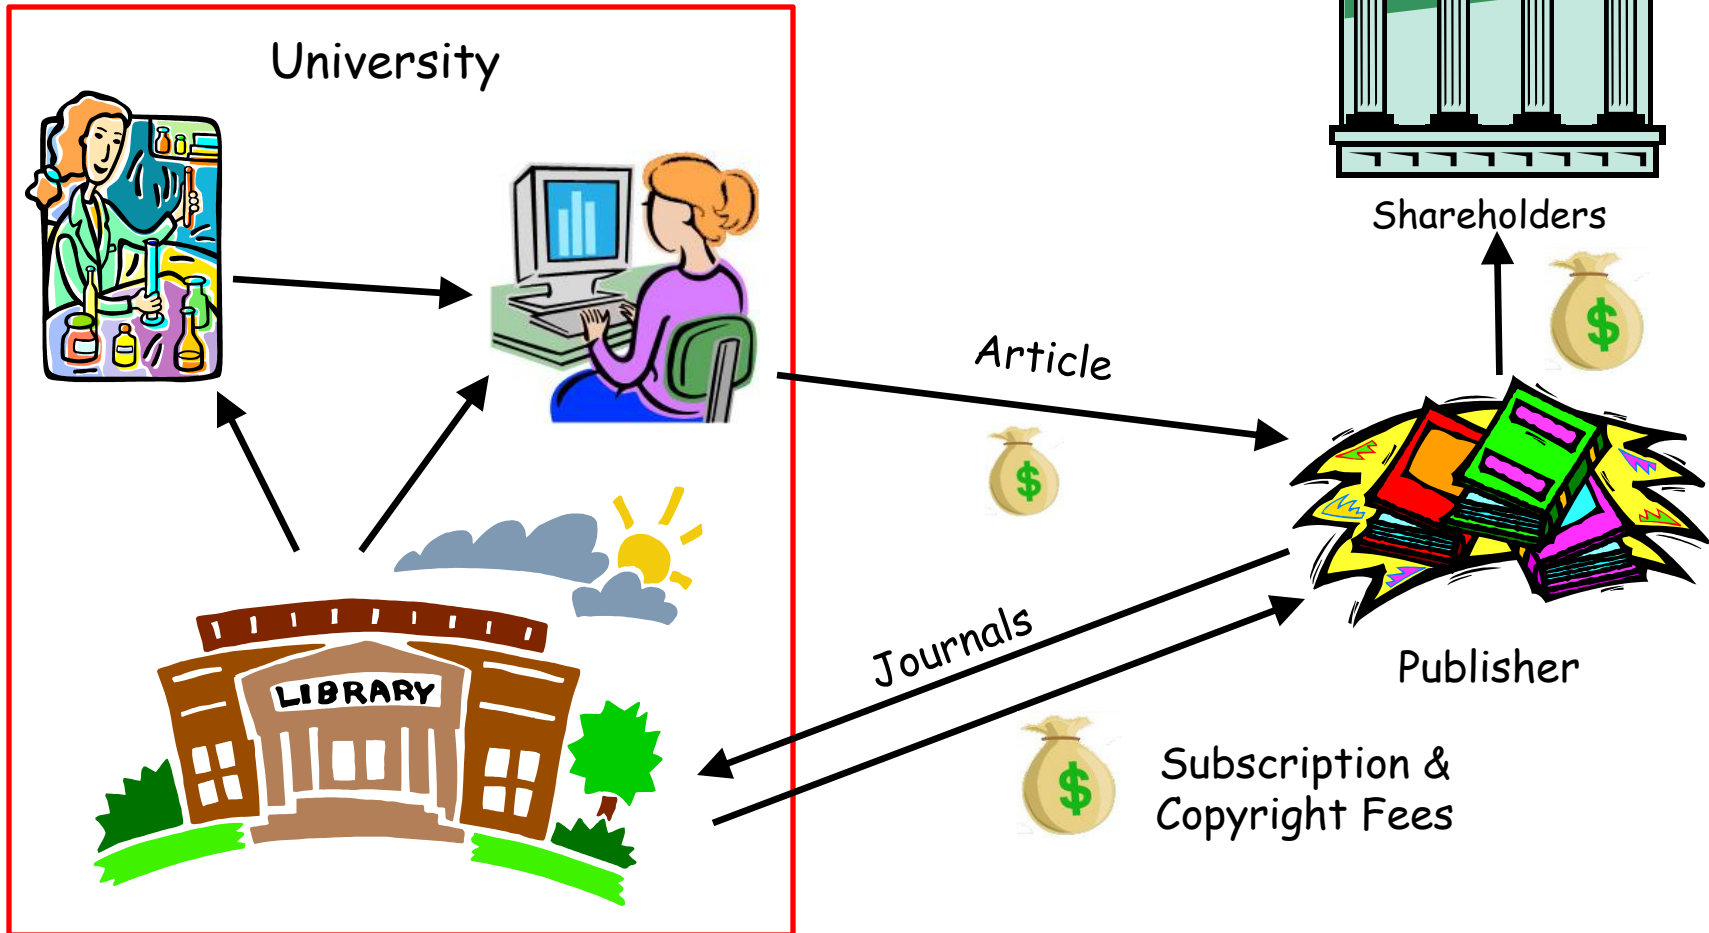 University
Shareholders
Article
$
$
Journals
LIBRARY
Publisher
$
Subscription &
Copyright Fees